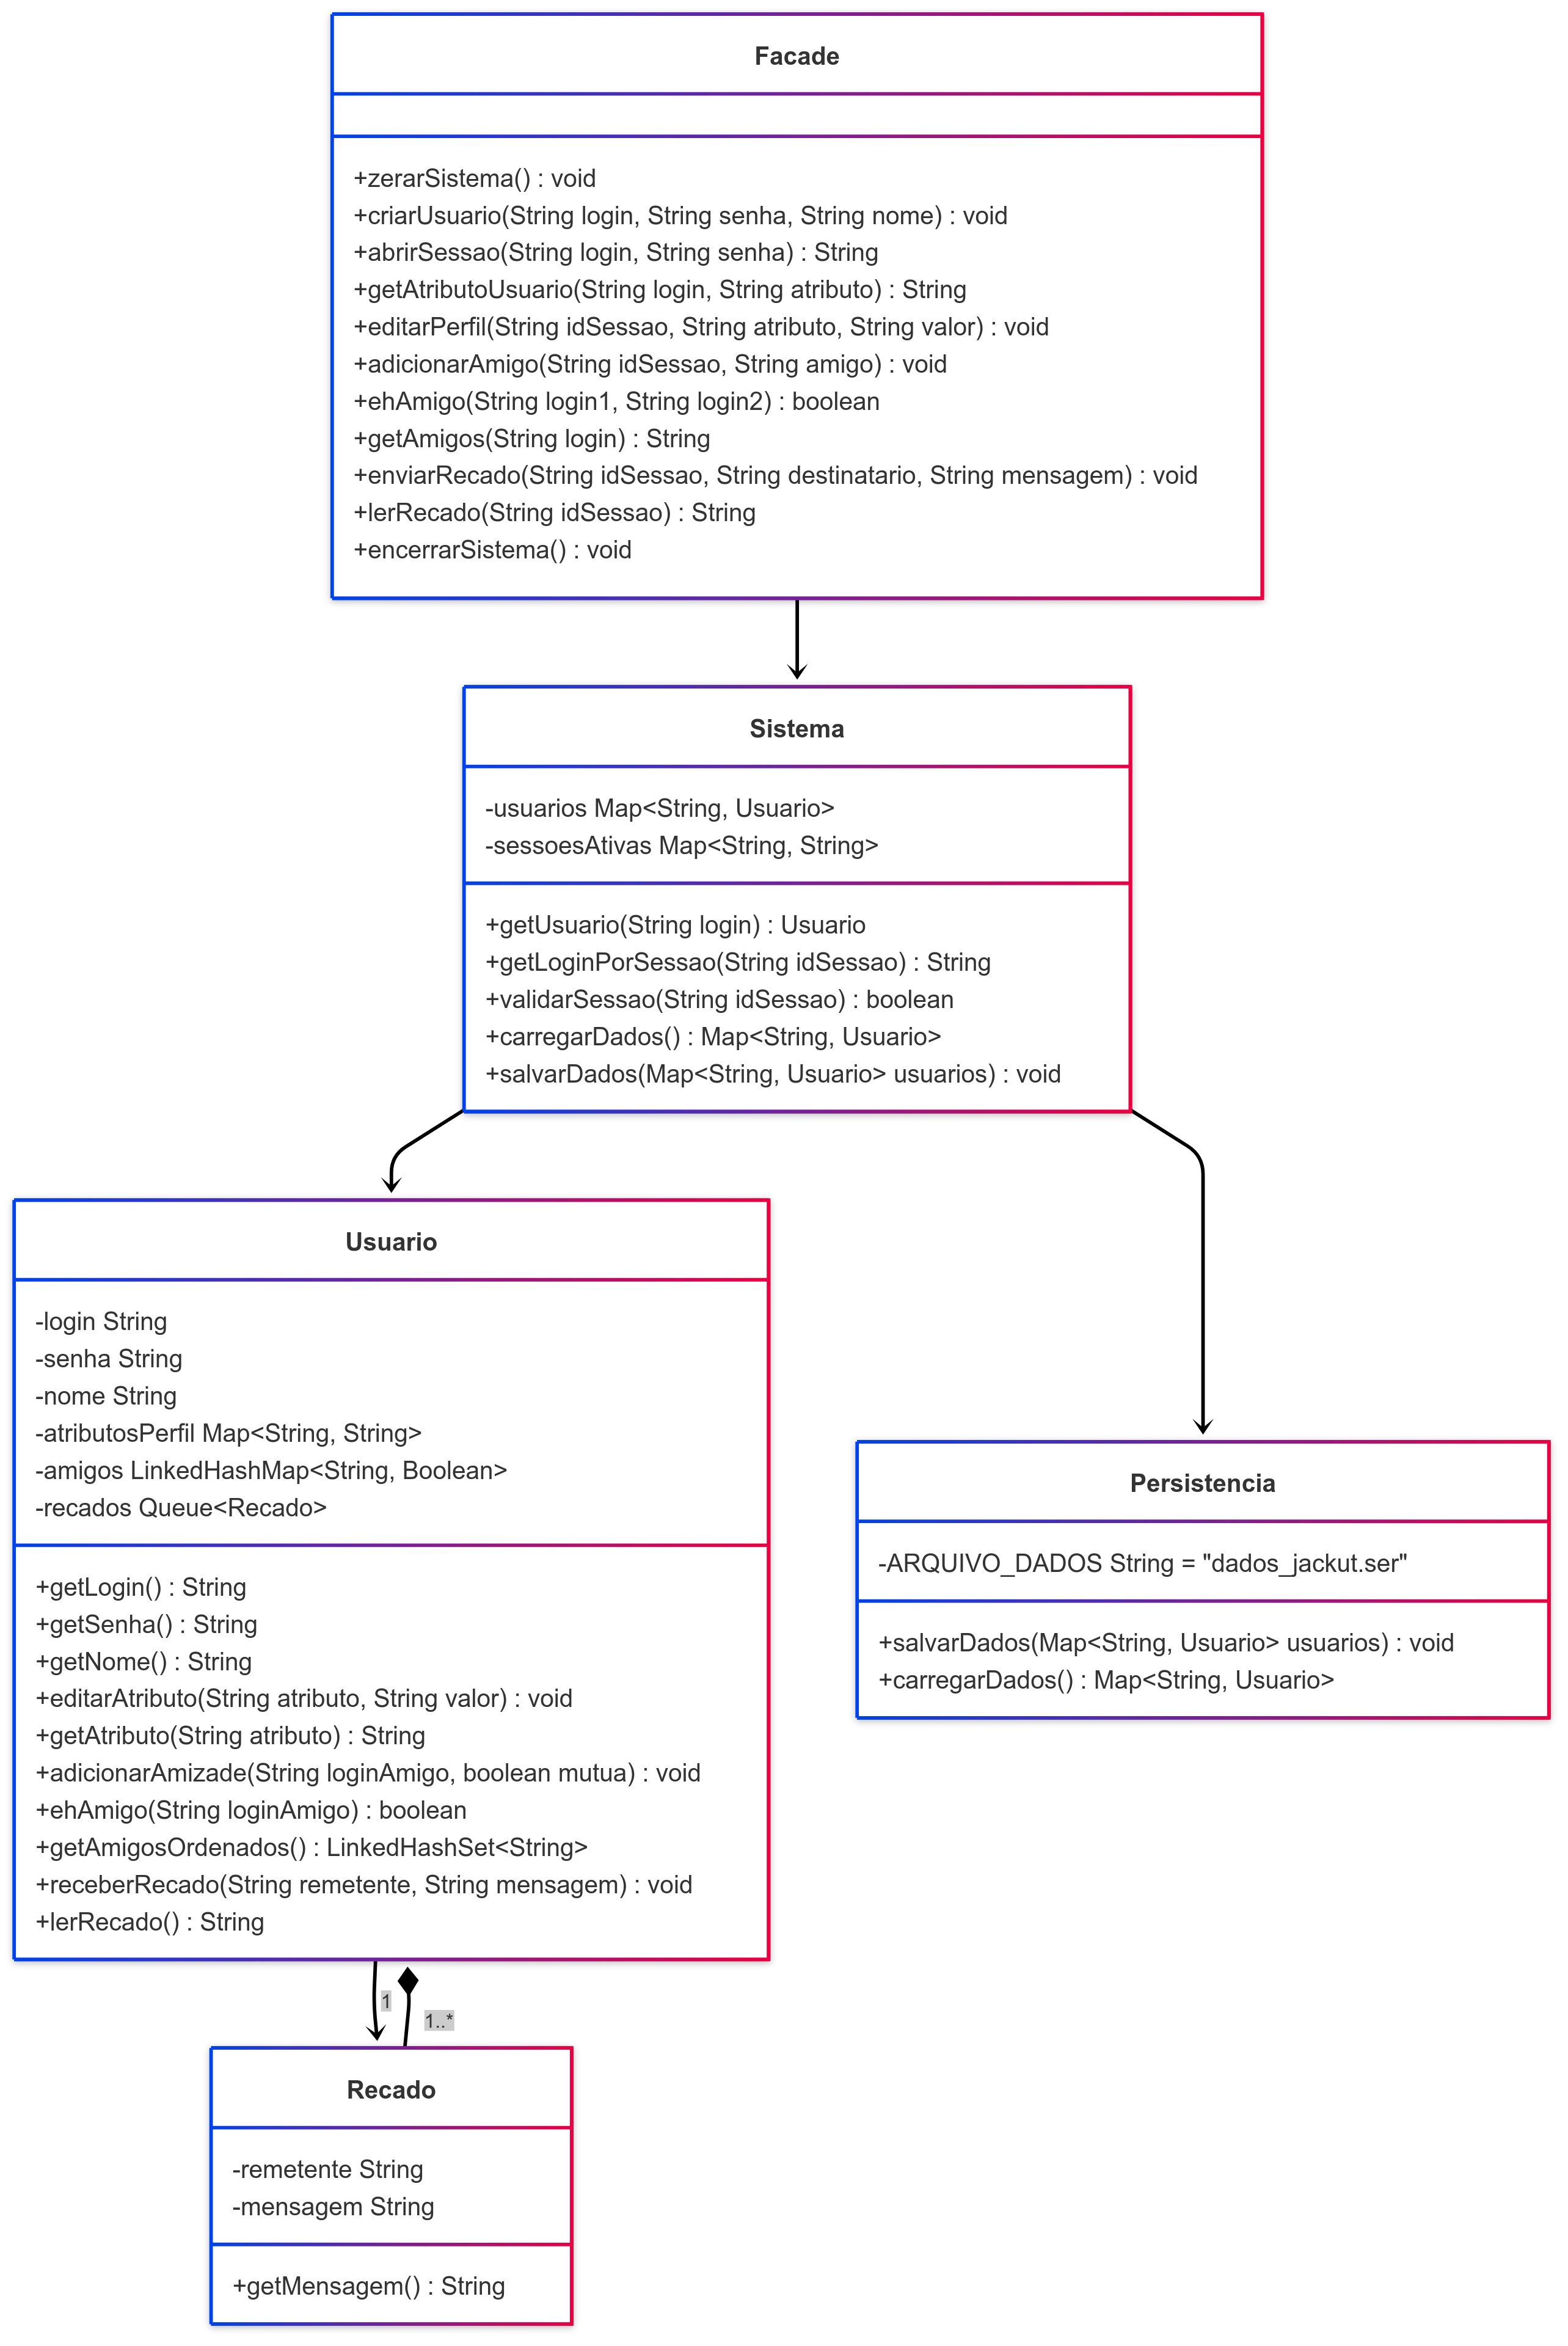 Facade
+zerarSistema() : void
+criarUsuario(String login, String senha, String nome) : void
+abrirSessao(String login, String senha) : String
+getAtributoUsuario(String login, String atributo) : String
+editarPerfil(String idSessao, String atributo, String valor) : void
+adicionarAmigo(String idSessao, String amigo) : void
+ehAmigo(String login1, String login2) : boolean
+getAmigos(String login) : String
+enviarRecado(String idSessao, String destinatario, String mensagem) : void
+lerRecado(String idSessao) : String
+encerrarSistema() : void
Sistema
-usuarios Map<String, Usuario>
-sessoesAtivas Map<String, String>
+getUsuario(String login) : Usuario
+getLoginPorSessao(String idSessao) : String
+validarSessao(String idSessao) : boolean
+carregarDados() : Map<String, Usuario>
+salvarDados(Map<String, Usuario> usuarios) : void
Usuario
-login String
-senha String
-nome String
-atributosPerfil Map<String, String>
-amigos LinkedHashMap<String, Boolean>
-recados Queue<Recado>
+getLogin() : String
+getSenha() : String
+getNome() : String
+editarAtributo(String atributo, String valor) : void
+getAtributo(String atributo) : String
+adicionarAmizade(String loginAmigo, boolean mutua) : void
+ehAmigo(String loginAmigo) : boolean
+getAmigosOrdenados() : LinkedHashSet<String>
+receberRecado(String remetente, String mensagem) : void
+lerRecado() : String
Persistencia
-ARQUIVO_DADOS String = "dados_jackut.ser"
+salvarDados(Map<String, Usuario> usuarios) : void
+carregarDados() : Map<String, Usuario>
1
1..*
Recado
-remetente String
-mensagem String
+getMensagem() : String